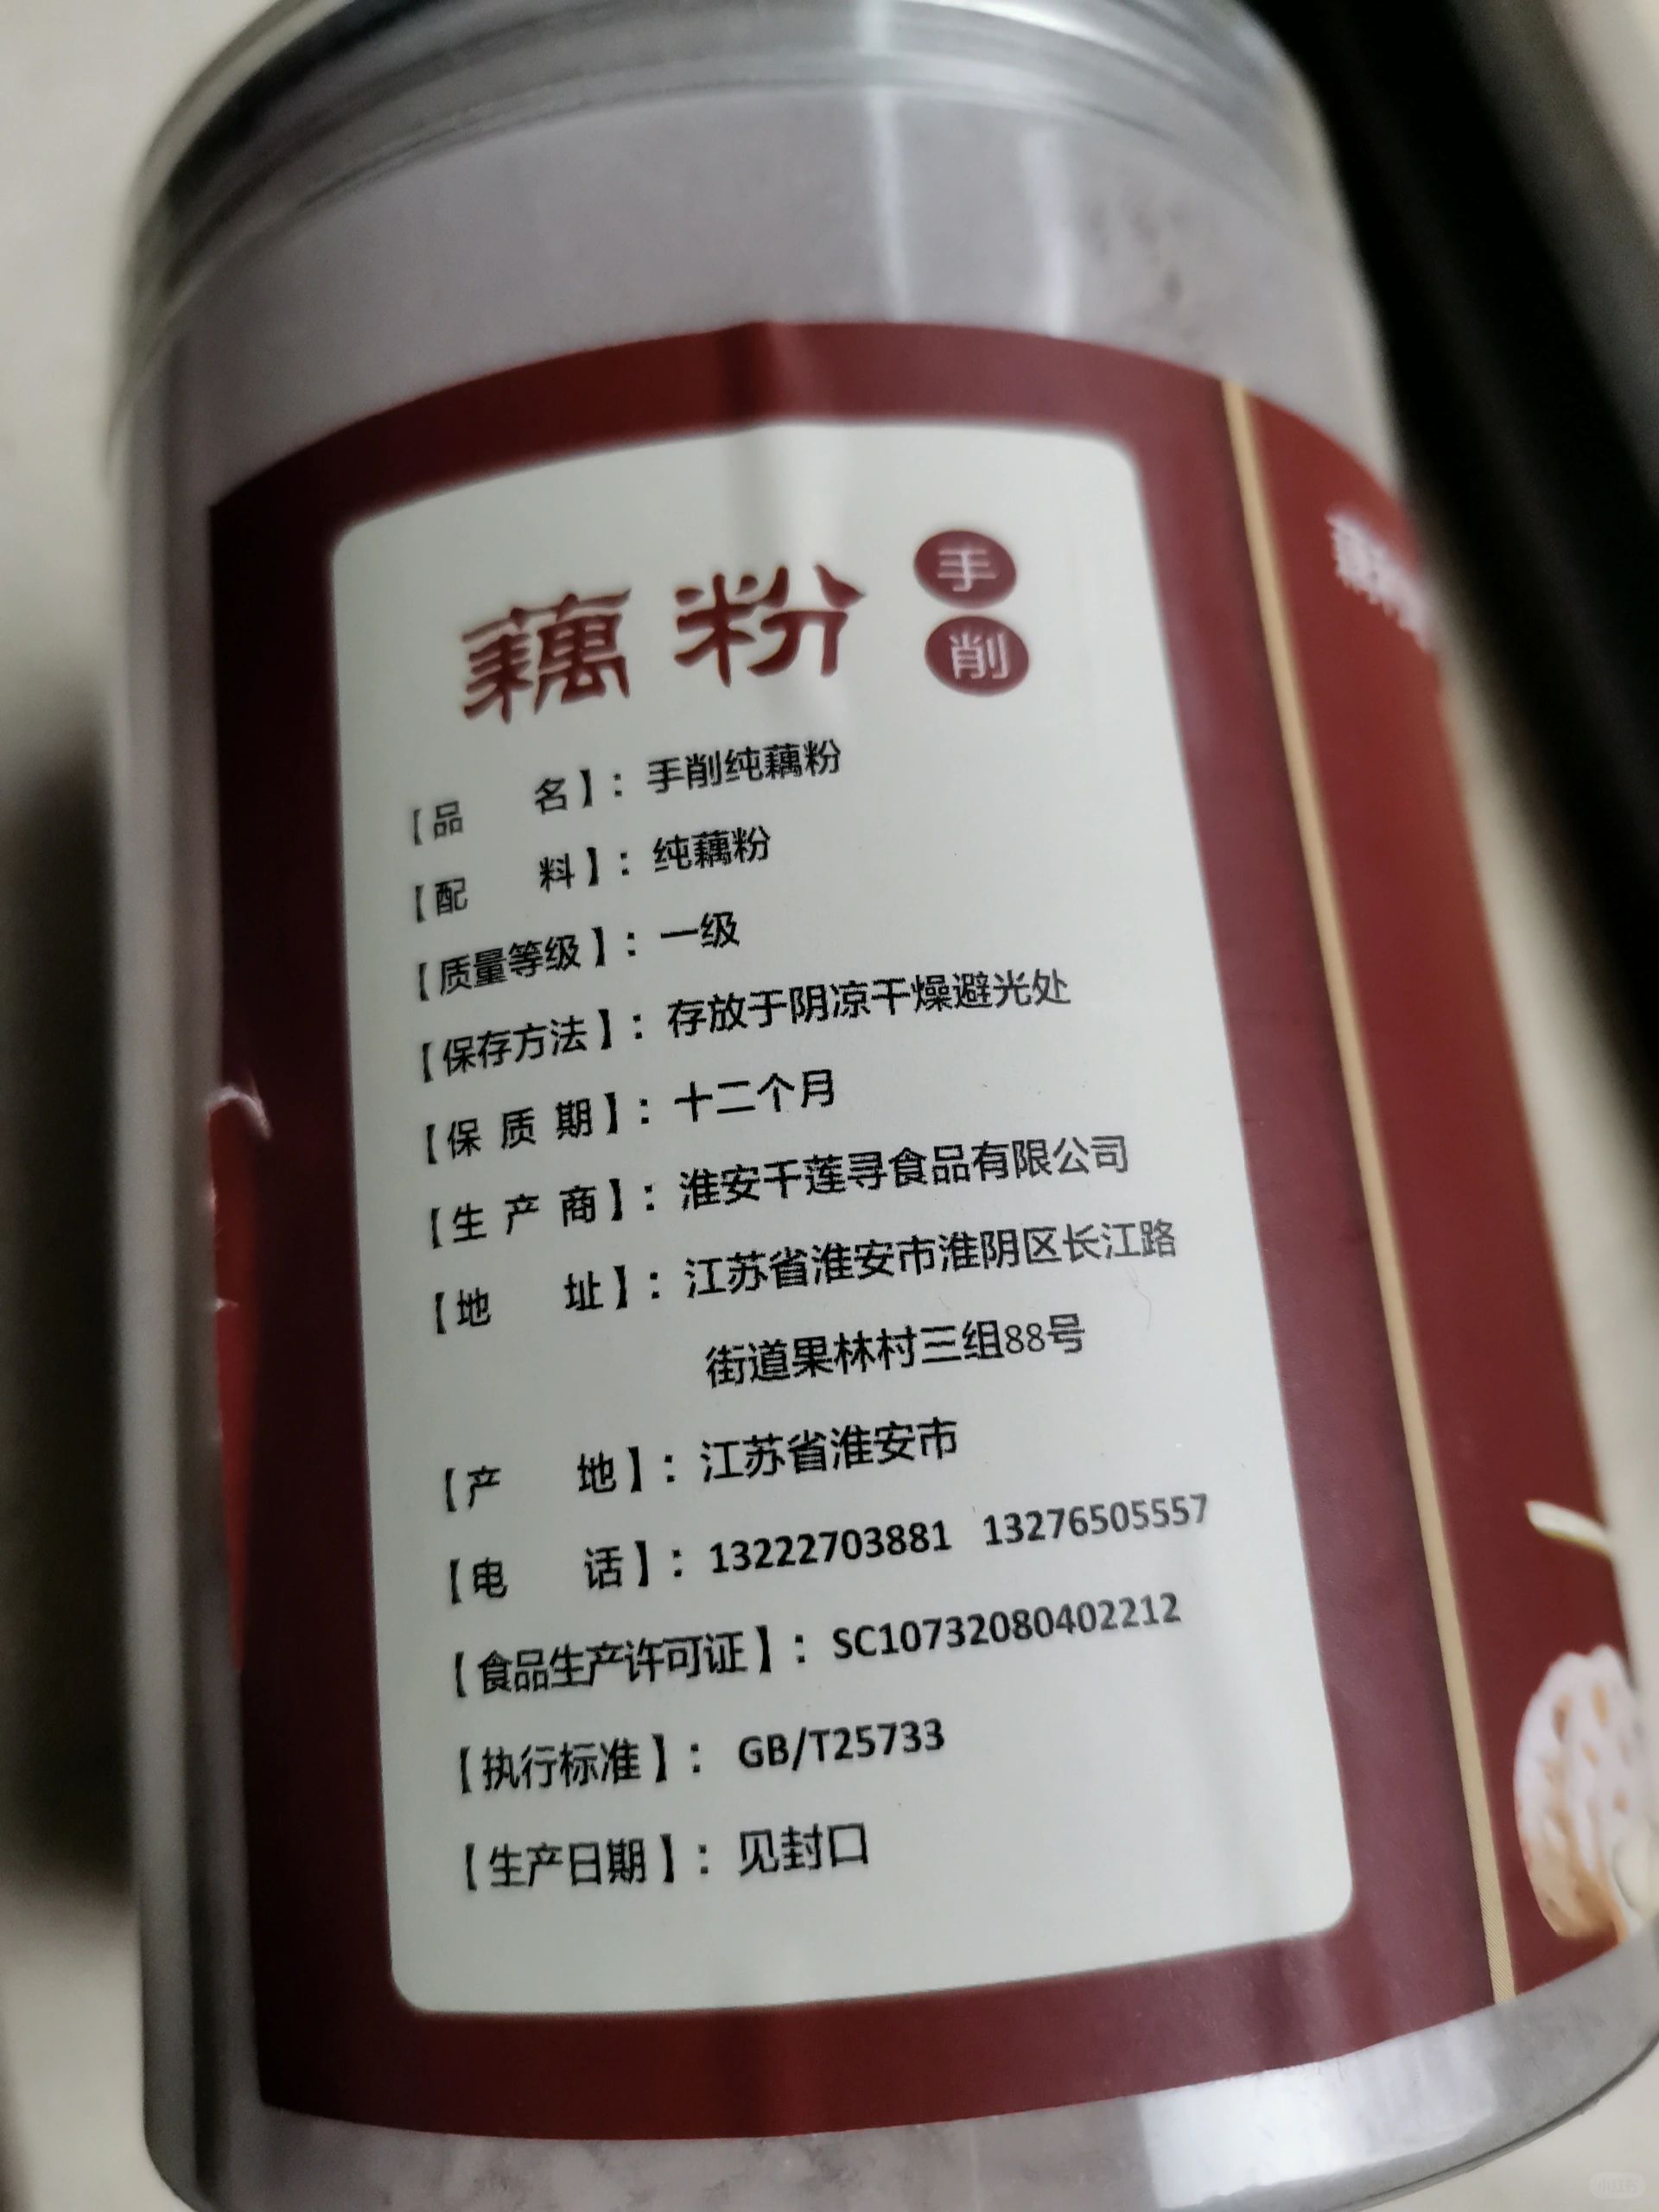 藕粉 手削
【品 名】：手削纯藕粉
【配 料】：纯藕粉
【质量等级】：一级
【保存方法】：存放于阴凉干燥避光处
【保 质 期】：十二个月
【生 产 商】：淮安千莲寻食品有限公司
【地 址】：江苏省淮安市淮阴区长江路
街道果林村三组88号
【产 地】：江苏省淮安市
【电 话】：13222703881 13276505557
【食品生产许可证】：SC10732080402212
【执行标准】：GB/T25733
【生产日期】：见封口
小红书